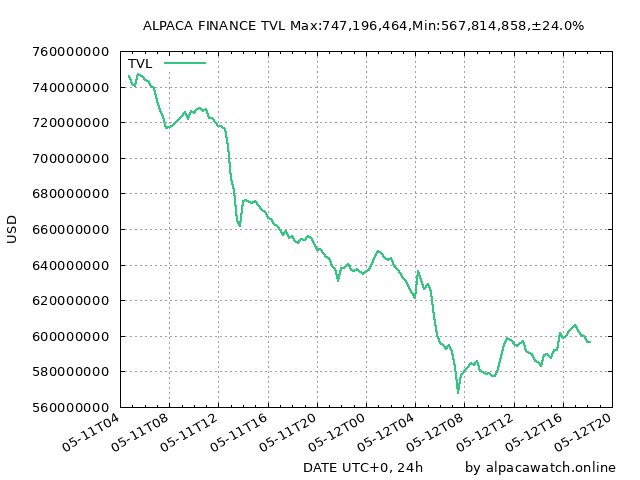 ALPACA FINANCE TVL Max:747,196,464,Min:567,814,858,±24.0%
760000000
TVL
740000000
720000000
700000000
680000000
660000000
640000000
620000000
600000000
580000000
560000000
USD
05-11T04
05-11T08
05-11T12
05-11T16
05-11T20
05-12T00
05-12T04
05-12T08
05-12T12
05-12T16
05-12T20
DATE UTC+0, 24h
by alpacawatch.online